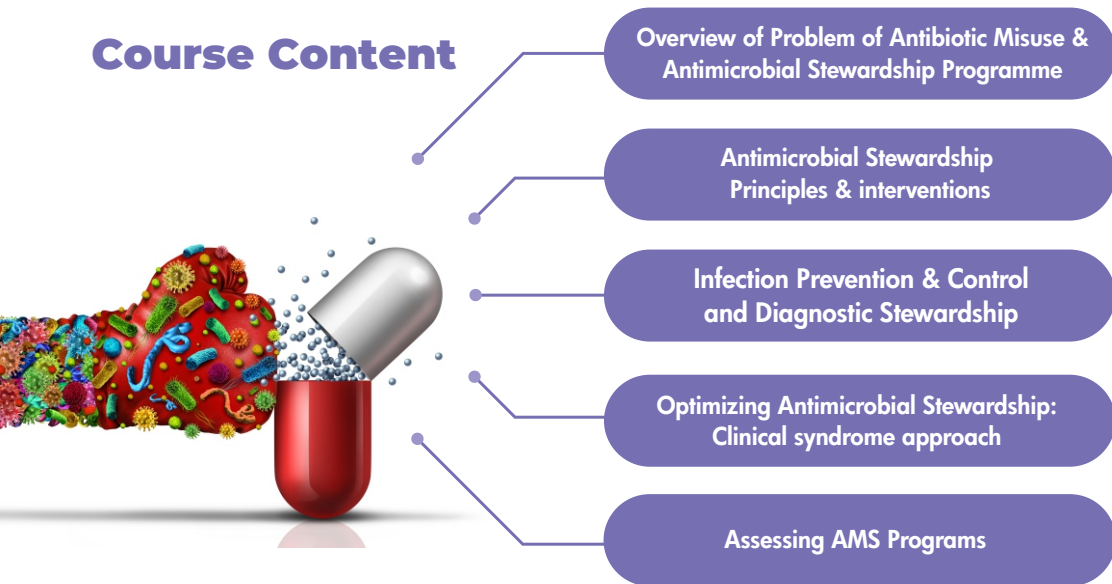 Course Content
Overview of Problem of Antibiotic Misuse &
Antimicrobial Stewardship Programme
Antimicrobial Stewardship
Principles & interventions
Infection Prevention & Control
and Diagnostic Stewardship
Optimizing Antimicrobial Stewardship:
Clinical syndrome approach
Assessing AMS Programs